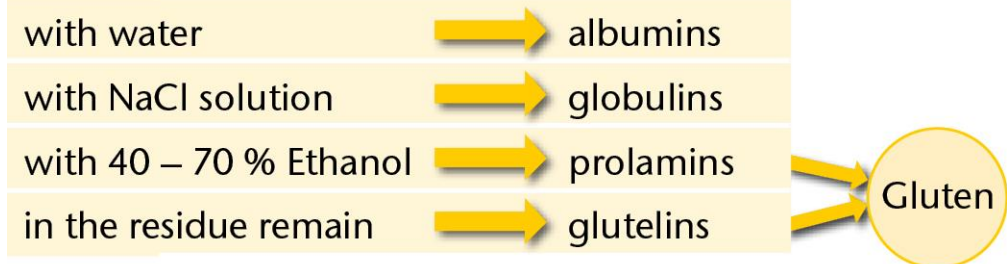 with water albumins
with NaCl solution globulins
with 40 – 70 % Ethanol prolamins
in the residue remain glutelins
Gluten